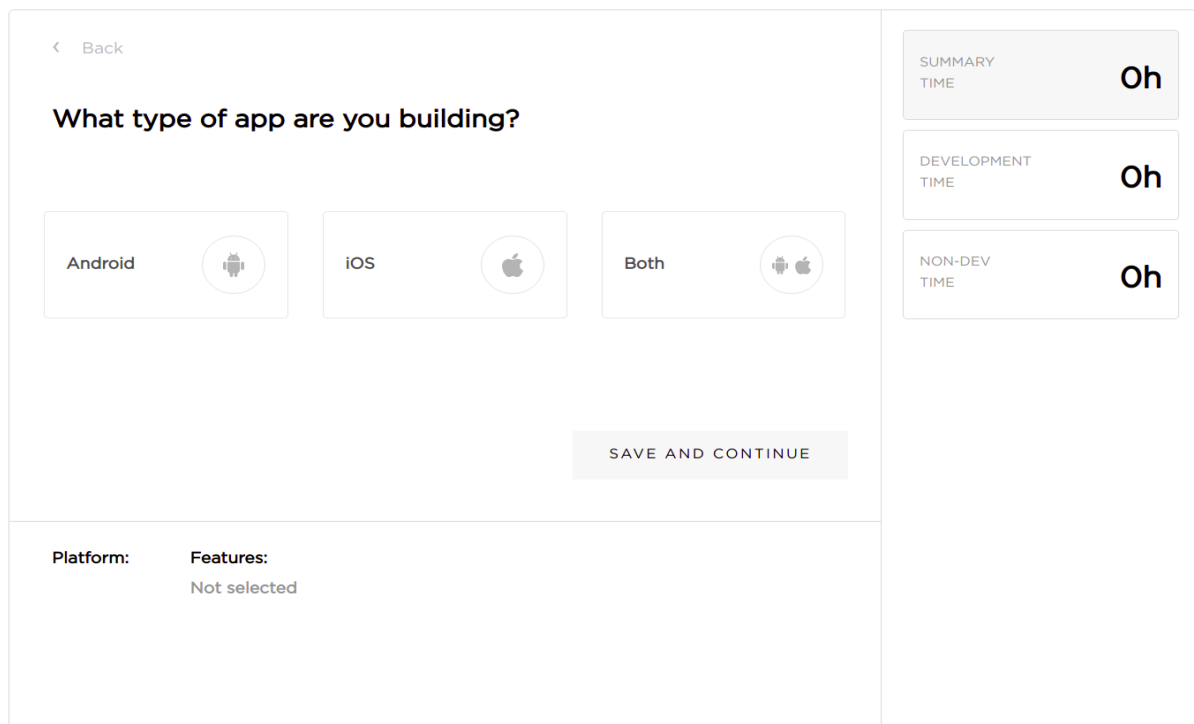 Back
What type of app are you building?
Android
iOS
Both
SAVE AND CONTINUE
Platform:
Features:
Not selected
SUMMARY
TIME
0h
DEVELOPMENT
TIME
0h
NON-DEV
TIME
0h